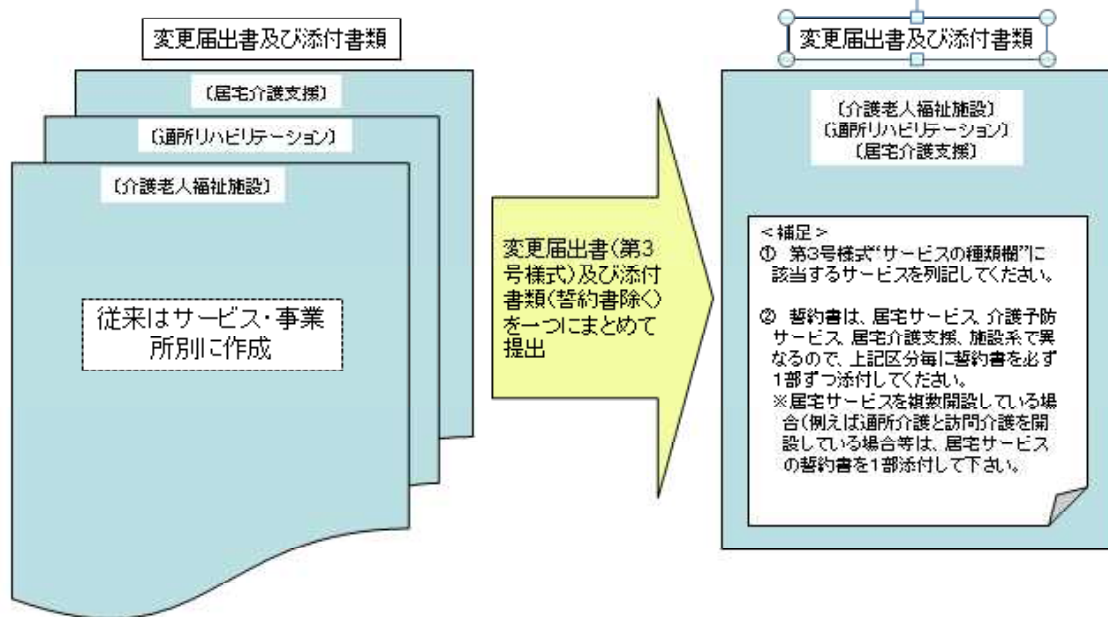 変更届出書及び添付書類
〔居宅介護支援〕
〔通所リハビリテーション〕
〔介護老人福祉施設〕
従来はサービス・事業
所別に作成
変更届出書(第3
号様式)及び添付
書類(誓約書除く)
を一つにまとめて
提出
変更届出書及び添付書類
〔介護老人福祉施設〕
〔通所リハビリテーション〕
〔居宅介護支援〕
<補足>
① 第3号様式“サービスの種類欄”に
該当するサービスを列記してください。
② 誓約書は、居宅サービス、介護予防
サービス、居宅介護支援、施設系で異
なるので、上記区分毎に誓約書を必ず
1部ずつ添付してください。
※居宅サービスを複数開設している場
合(例えば通所介護と訪問介護を開
設している場合等は、居宅サービス
の誓約書を1部添付して下さい。